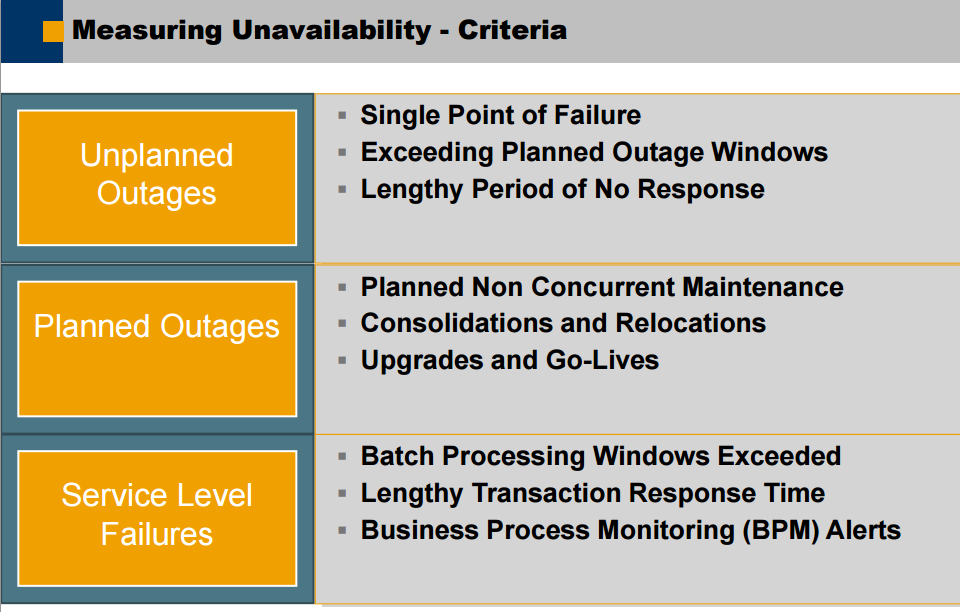 Measuring Unavailability - Criteria
Unplanned
Outages
▪ Single Point of Failure
▪ Exceeding Planned Outage Windows
▪ Lengthy Period of No Response
Planned Outages
▪ Planned Non Concurrent Maintenance
▪ Consolidations and Relocations
▪ Upgrades and Go-Lives
Service Level
Failures
▪ Batch Processing Windows Exceeded
▪ Lengthy Transaction Response Time
▪ Business Process Monitoring (BPM) Alerts